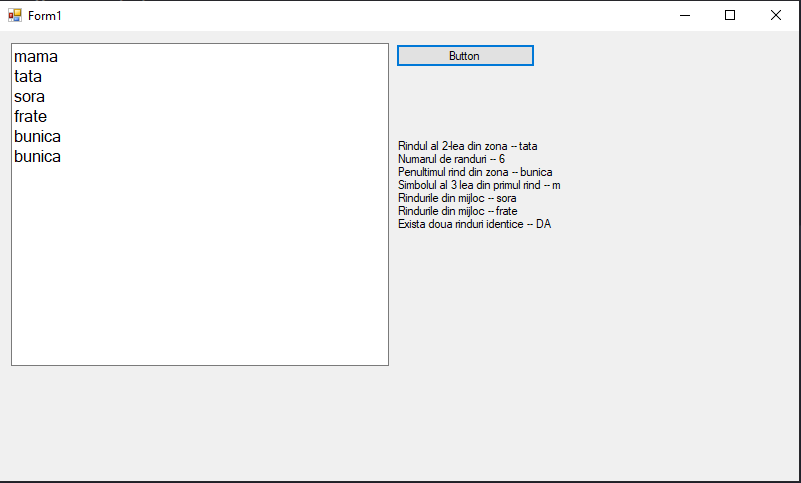 Form1
mama
tata
sora
frate
bunica
bunica
Button
Rindul al 2-lea din zona -- tata
Numarul de randuri -- 6
Penultimul rind din zona -- bunica
Simbolul al 3 lea din primul rind -- m
Rindurile din mijloc -- sora
Rindurile din mijloc -- frate
Exista doua rinduri identice -- DA